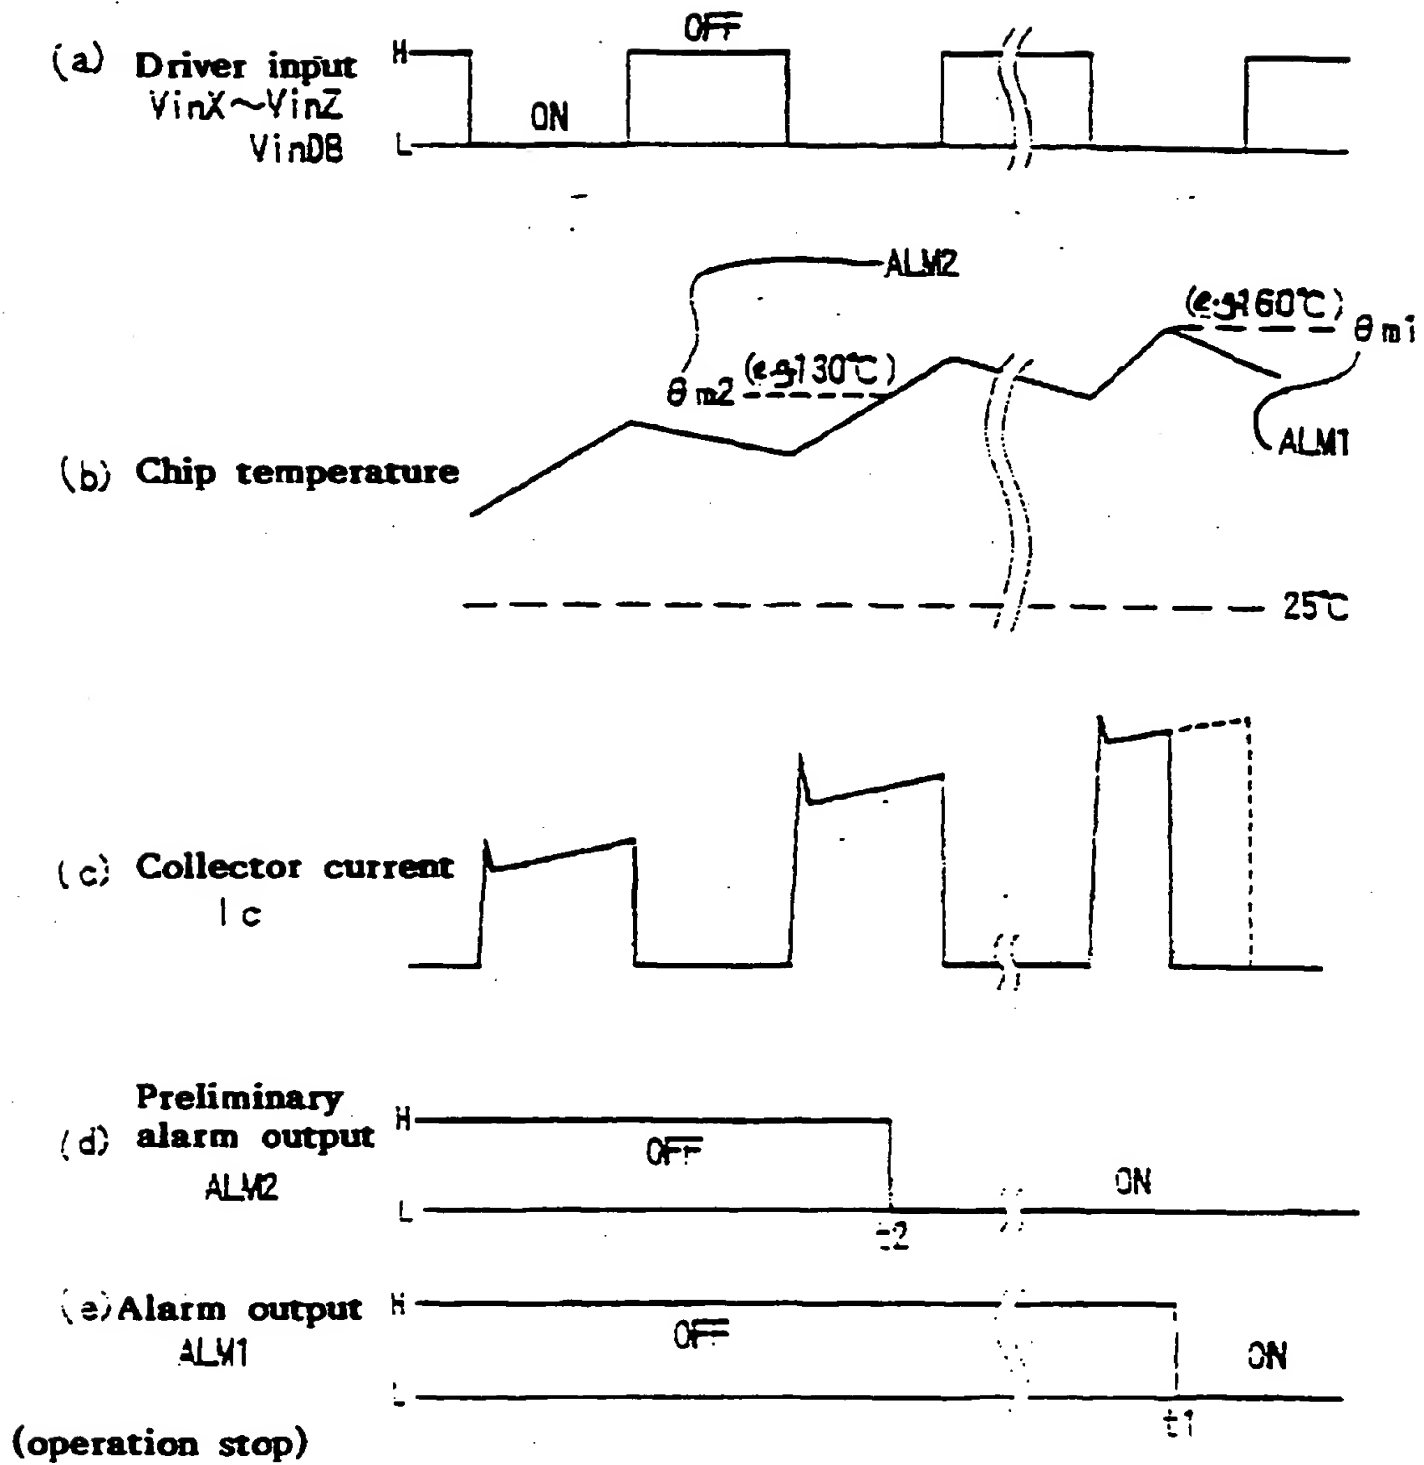 OFF
(a) Driver input H
VinX~VinZ
ON
VinDB L
ALM2
(e.g.160℃)
θm1
(e.g.130℃)
θm2
ALM1
(b) Chip temperature
25℃
(c) Collector current
Ic
Preliminary
(d) alarm output H
OFF
ALM2
ON
L
t2
(e) Alarm output H
OFF
ALM1
ON
L
t1
(operation stop)